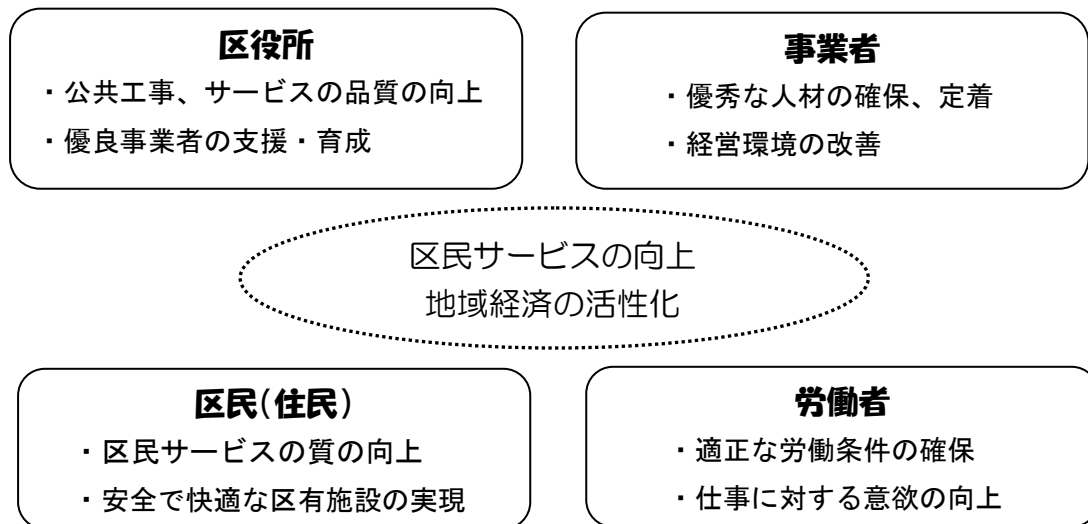 区役所
・公共工事、サービスの品質の向上
・優良事業者の支援・育成
事業者
・優秀な人材の確保、定着
・経営環境の改善
区民サービスの向上
地域経済の活性化
区民(住民)
・区民サービスの質の向上
・安全で快適な区有施設の実現
労働者
・適正な労働条件の確保
・仕事に対する意欲の向上